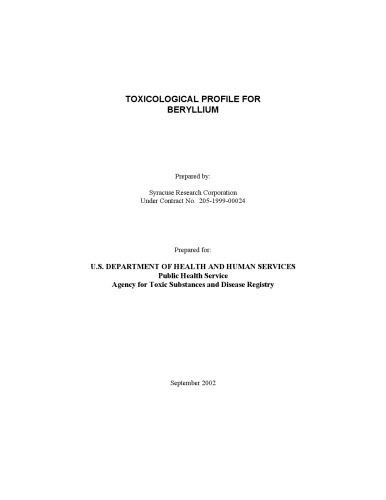 TOXICOLOGICAL PROFILE FOR
BERYLLIUM
Prepared by:
Syracuse Research Corporation
Under Contract No. 205-1999-00024
Prepared for:
U.S. DEPARTMENT OF HEALTH AND HUMAN SERVICES
Public Health Service
Agency for Toxic Substances and Disease Registry
September 2002